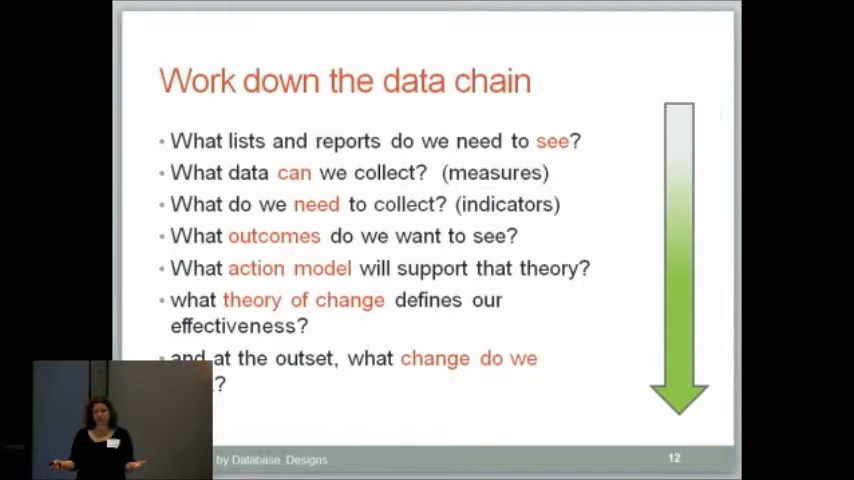 Work down the data chain
• What lists and reports do we need to see?
• What data can we collect? (measures)
• What do we need to collect? (indicators)
• What outcomes do we want to see?
• What action model will support that theory?
• what theory of change defines our
effectiveness?
• and at the outset, what change do we
?
by Database Designs
12